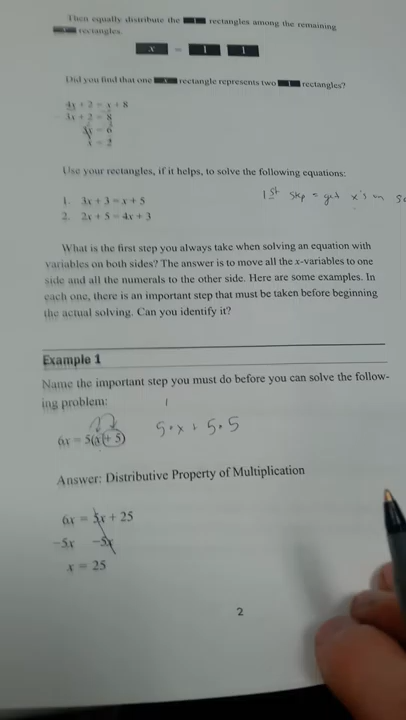 Then equally distribute the 1 rectangles among the remaining
x rectangles.
x = 1 1
Did you find that one x rectangle represents two 1 rectangles?
4x + 2 = x + 8
3x + 2 = 8
3x = 6
x = 2
Use your rectangles, if it helps, to solve the following equations:
1st step = get x's on
1. 3x + 3 = x + 5
2. 2x + 5 = 4x + 3
What is the first step you always take when solving an equation with
variables on both sides? The answer is to move all the x-variables to one
side and all the numerals to the other side. Here are some examples. In
each one, there is an important step that must be taken before beginning
the actual solving. Can you identify it?
Example 1
Name the important step you must do before you can solve the follow-
ing problem:
6x = 5(x + 5) 5·x + 5·5
Answer: Distributive Property of Multiplication
6x = 5x + 25
-5x -5x
x = 25
2